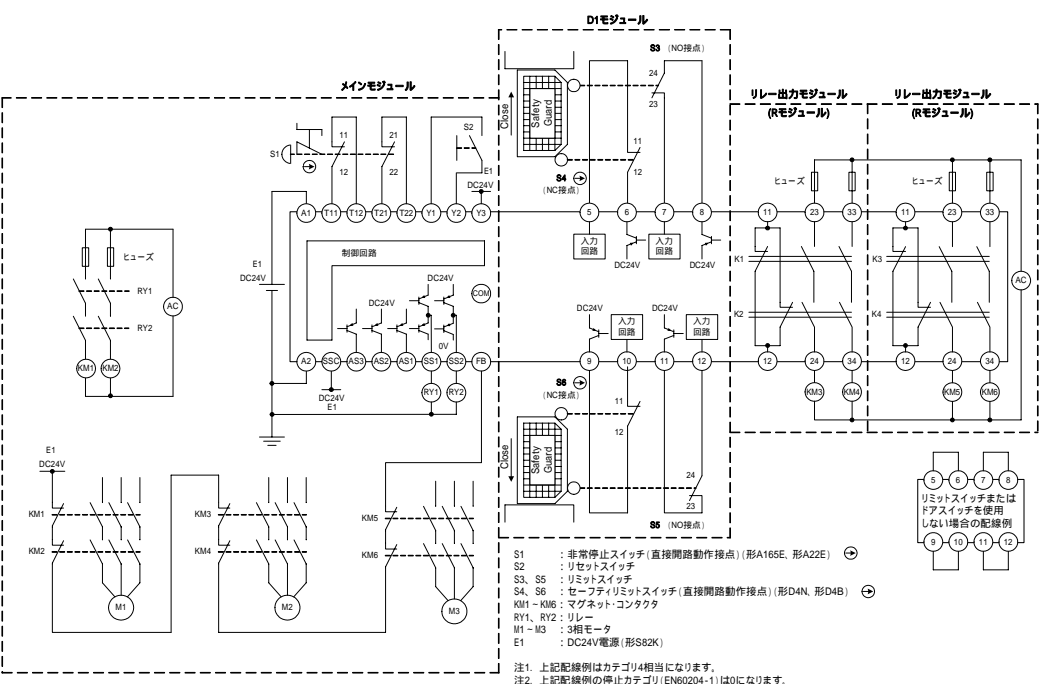 D1モジュール
S3 (NO接点)
メインモジュール
リレー出力モジュール
(Rモジュール)
リレー出力モジュール
(Rモジュール)
24
23
Close
Safety
Guard
S1
11
12
21
22
S2
E1
DC24V
11
12
S4
(NC接点)
ヒューズ
ヒューズ
A1
T11
T12
T21
T22
Y1
Y2
Y3
5
6
7
8
11
23
33
11
23
33
制御回路
入力
回路
DC24V
入力
回路
DC24V
ヒューズ
RY1
RY2
AC
KM1
KM2
E1
DC24V
DC24V
DC24V
COM
0V
K1
K2
K3
K4
AC
DC24V
入力
回路
DC24V
入力
回路
A2
SSC
AS3
AS2
AS1
SS1
SS2
FB
9
10
11
12
12
24
34
12
24
34
DC24V
E1
RY1
RY2
S6
(NC接点)
KM3
KM4
KM5
KM6
11
12
Close
Safety
Guard
24
23
S5 (NO接点)
E1
DC24V
KM1
KM2
M1
KM3
KM4
M2
KM5
KM6
M3
5
6
7
8
リミットスイッチまたは
ドアスイッチを使用
しない場合の配線例
9
10
11
12
S1 : 非常停止スイッチ(直接開路動作接点)(形A165E、形A22E)
S2 : リセットスイッチ
S3、S5 : リミットスイッチ
S4、S6 : セーフティリミットスイッチ(直接開路動作接点)(形D4N、形D4B)
KM1~KM6 : マグネット・コンタクタ
RY1、RY2 : リレー
M1~M3 : 3相モータ
E1 : DC24V電源(形S82K)
注1. 上記配線例はカテゴリ4相当になります。
注2. 上記配線例の停止カテゴリ(EN60204-1)は0になります。